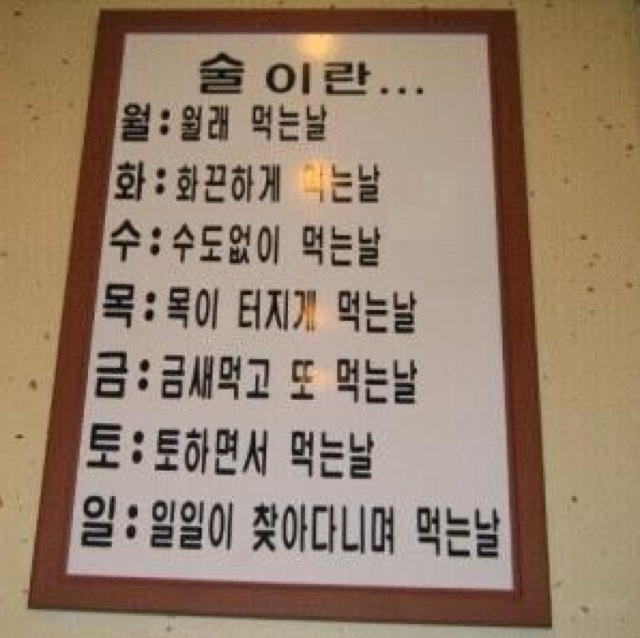 술이란...
월:월래 먹는날
화:화끈하게 먹는날
수:수도없이 먹는날
목:목이 터지게 먹는날
금:금새먹고 또 먹는날
토:토하면서 먹는날
일:일일이 찾아다니며 먹는날